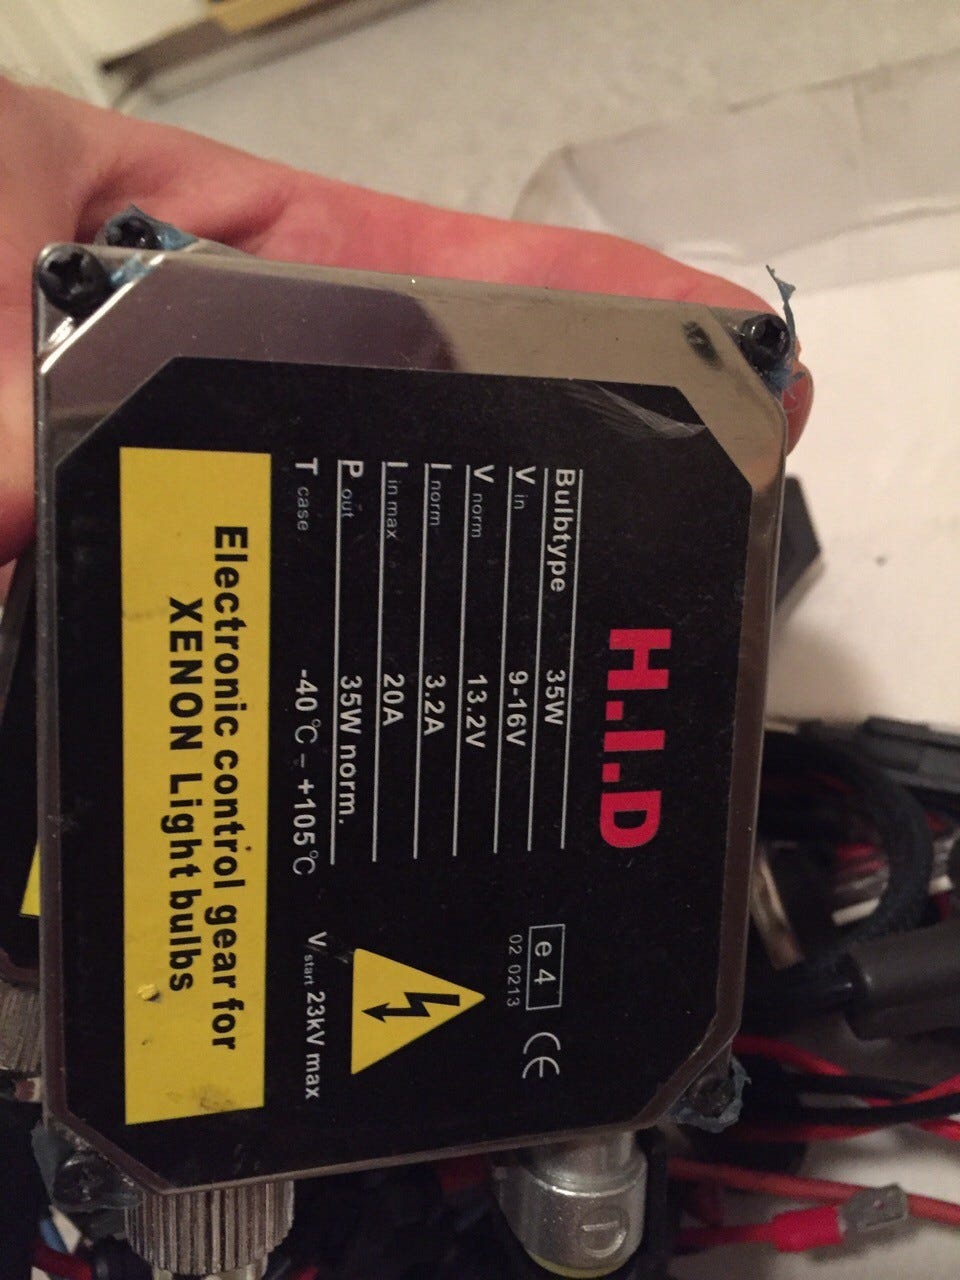 H.I.D
Bulbtype 35W
V in 9-16V
V norm 13.2V
I norm 3.2A
I in max 20A
P out 35W norm.
T case -40°C - +105°C
e4
02 0213
CE
V/start 23kV max
Electronic control gear for
XENON Light bulbs
D